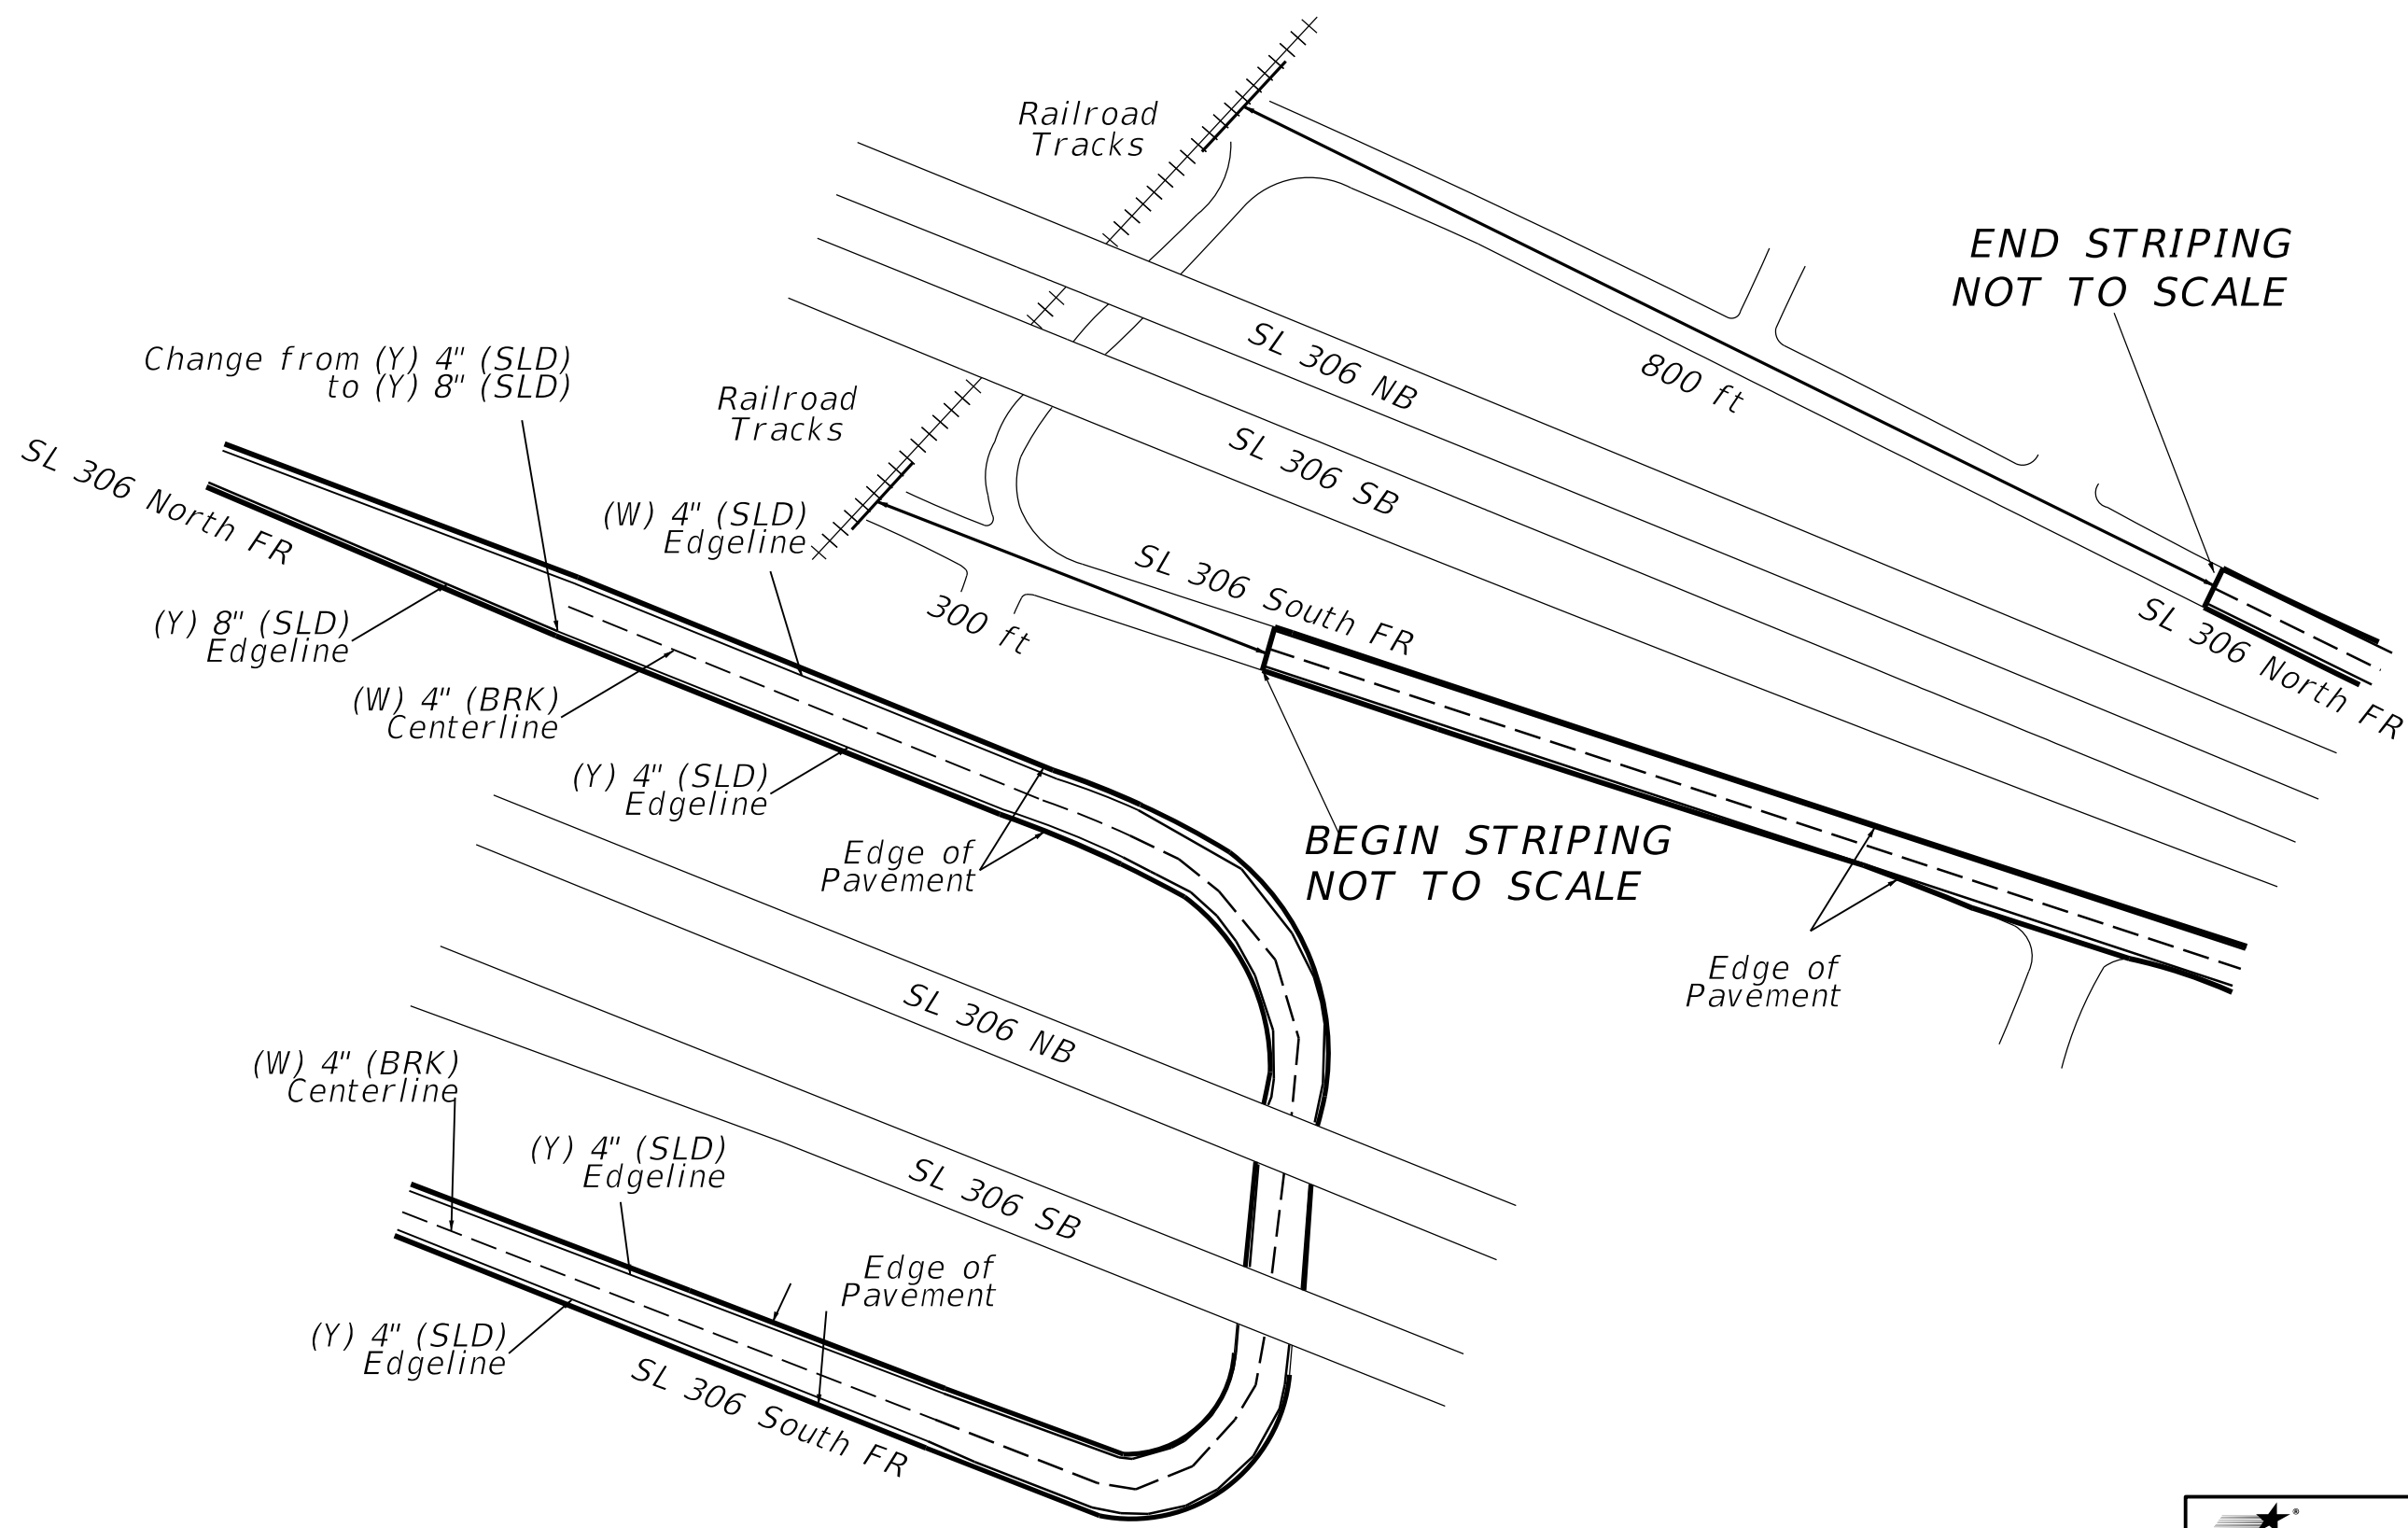 Railroad
Tracks
END STRIPING
NOT TO SCALE
SL 306 NB
800 ft
Change from (Y) 4" (SLD)
to (Y) 8" (SLD)
Railroad
Tracks
SL 306 SB
SL 306 North FR
(W) 4" (SLD)
Edgeline
SL 306 South FR
300 ft
SL 306 North FR
(Y) 8" (SLD)
Edgeline
(W) 4" (BRK)
Centerline
(Y) 4" (SLD)
Edgeline
Edge of
Pavement
BEGIN STRIPING
NOT TO SCALE
Edge of
Pavement
SL 306 NB
(W) 4" (BRK)
Centerline
(Y) 4" (SLD)
Edgeline
SL 306 SB
Edge of
Pavement
(Y) 4" (SLD)
Edgeline
SL 306 South FR
®